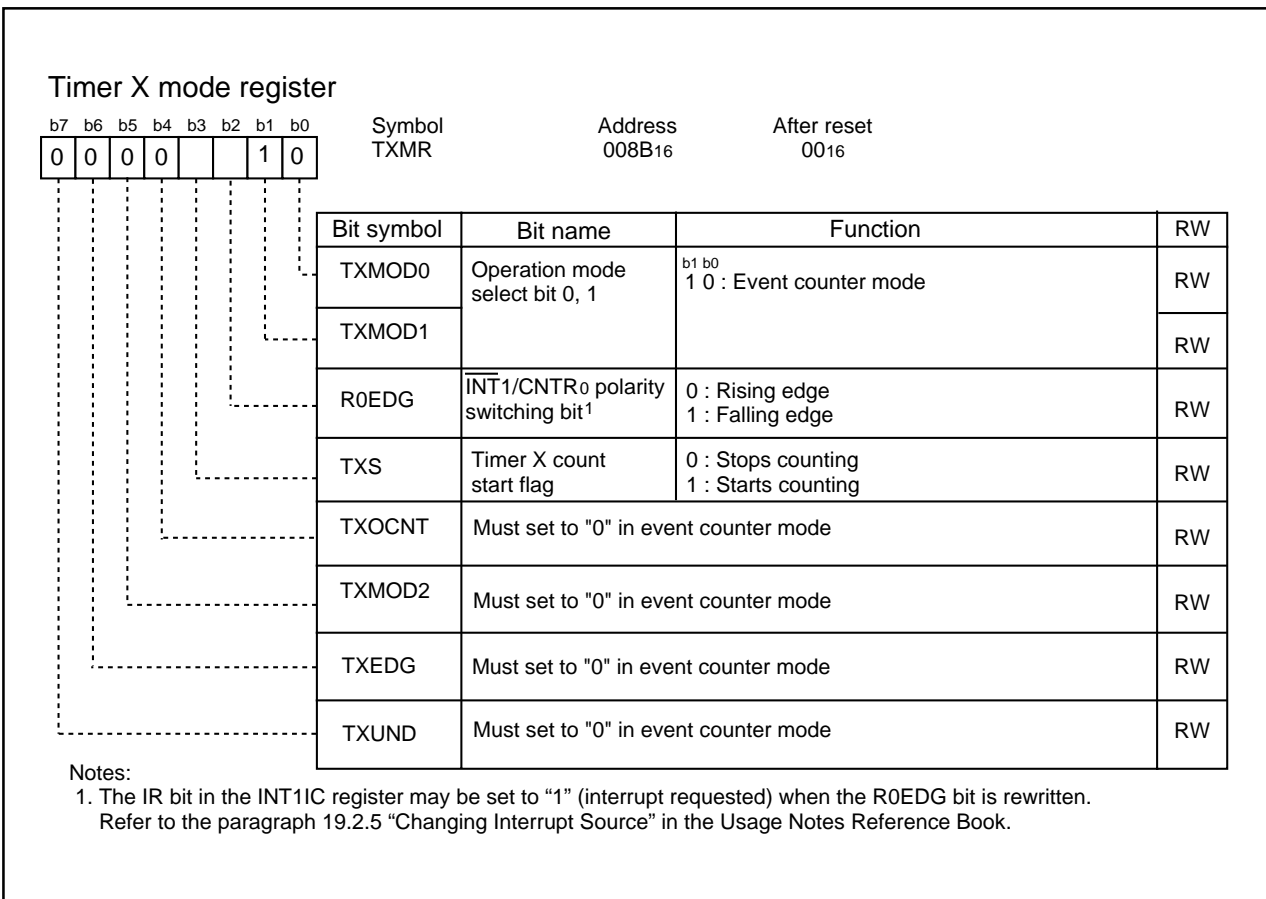 Timer X mode register
b7 b6 b5 b4 b3 b2 b1 b0 Symbol Address After reset
0 0 0 0 1 0 TXMR 008B16 0016
Bit symbol Bit name Function RW
TXMOD0 Operation mode select bit 0, 1 b1 b0
1 0 : Event counter mode RW
TXMOD1 RW
R0EDG INT1/CNTR0 polarity switching bit1 0 : Rising edge
1 : Falling edge RW
TXS Timer X count start flag 0 : Stops counting
1 : Starts counting RW
TXOCNT Must set to "0" in event counter mode RW
TXMOD2 Must set to "0" in event counter mode RW
TXEDG Must set to "0" in event counter mode RW
TXUND Must set to "0" in event counter mode RW
Notes:
1. The IR bit in the INT1IC register may be set to “1” (interrupt requested) when the R0EDG bit is rewritten.
Refer to the paragraph 19.2.5 “Changing Interrupt Source” in the Usage Notes Reference Book.